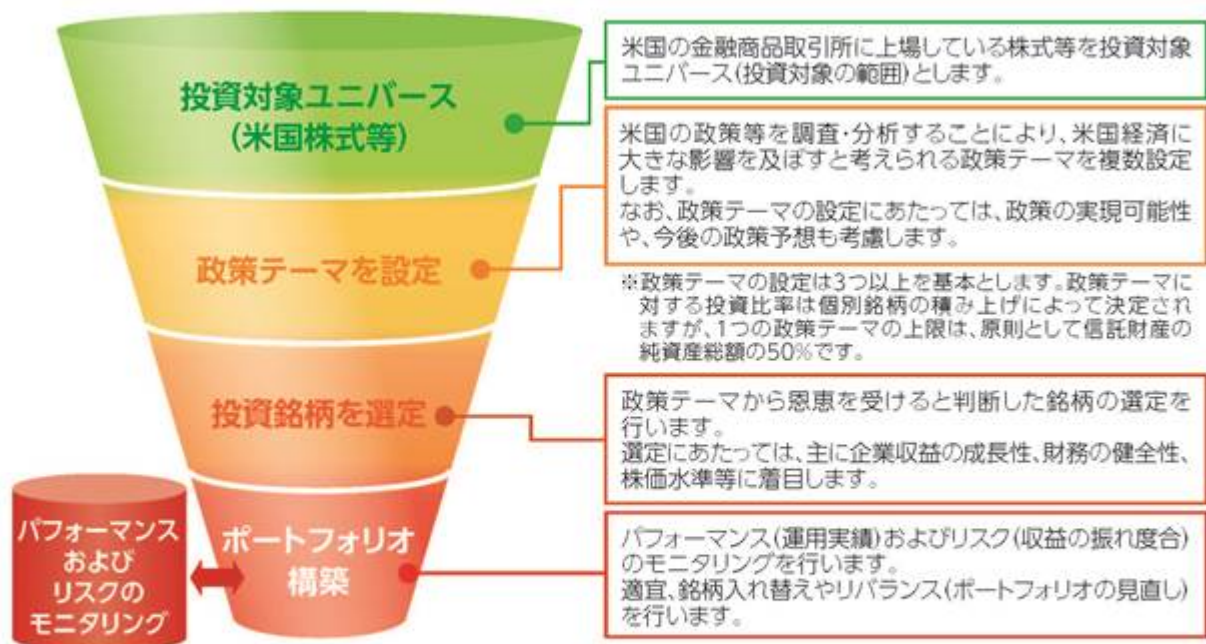 投資対象ユニバース
(米国株式等)
米国の金融商品取引所に上場している株式等を投資対象
ユニバース(投資対象の範囲)とします。
政策テーマを設定
米国の政策等を調査・分析することにより、米国経済に
大きな影響を及ぼすと考えられる政策テーマを複数設定
します。
なお、政策テーマの設定にあたっては、政策の実現可能性
や、今後の政策予想も考慮します。
※政策テーマの設定は3つ以上を基本とします。政策テーマに
対する投資比率は個別銘柄の積み上げによって決定され
ますが、1つの政策テーマの上限は、原則として信託財産の
純資産総額の50%です。
投資銘柄を選定
政策テーマから恩恵を受けると判断した銘柄の選定を
行います。
選定にあたっては、主に企業収益の成長性、財務の健全性、
株価水準等に着目します。
パフォーマンス
および
リスクの
モニタリング
ポートフォリオ
構築
パフォーマンス(運用実績)およびリスク(収益の振れ度合)
のモニタリングを行います。
適宜、銘柄入れ替えやリバランス(ポートフォリオの見直し)
を行います。